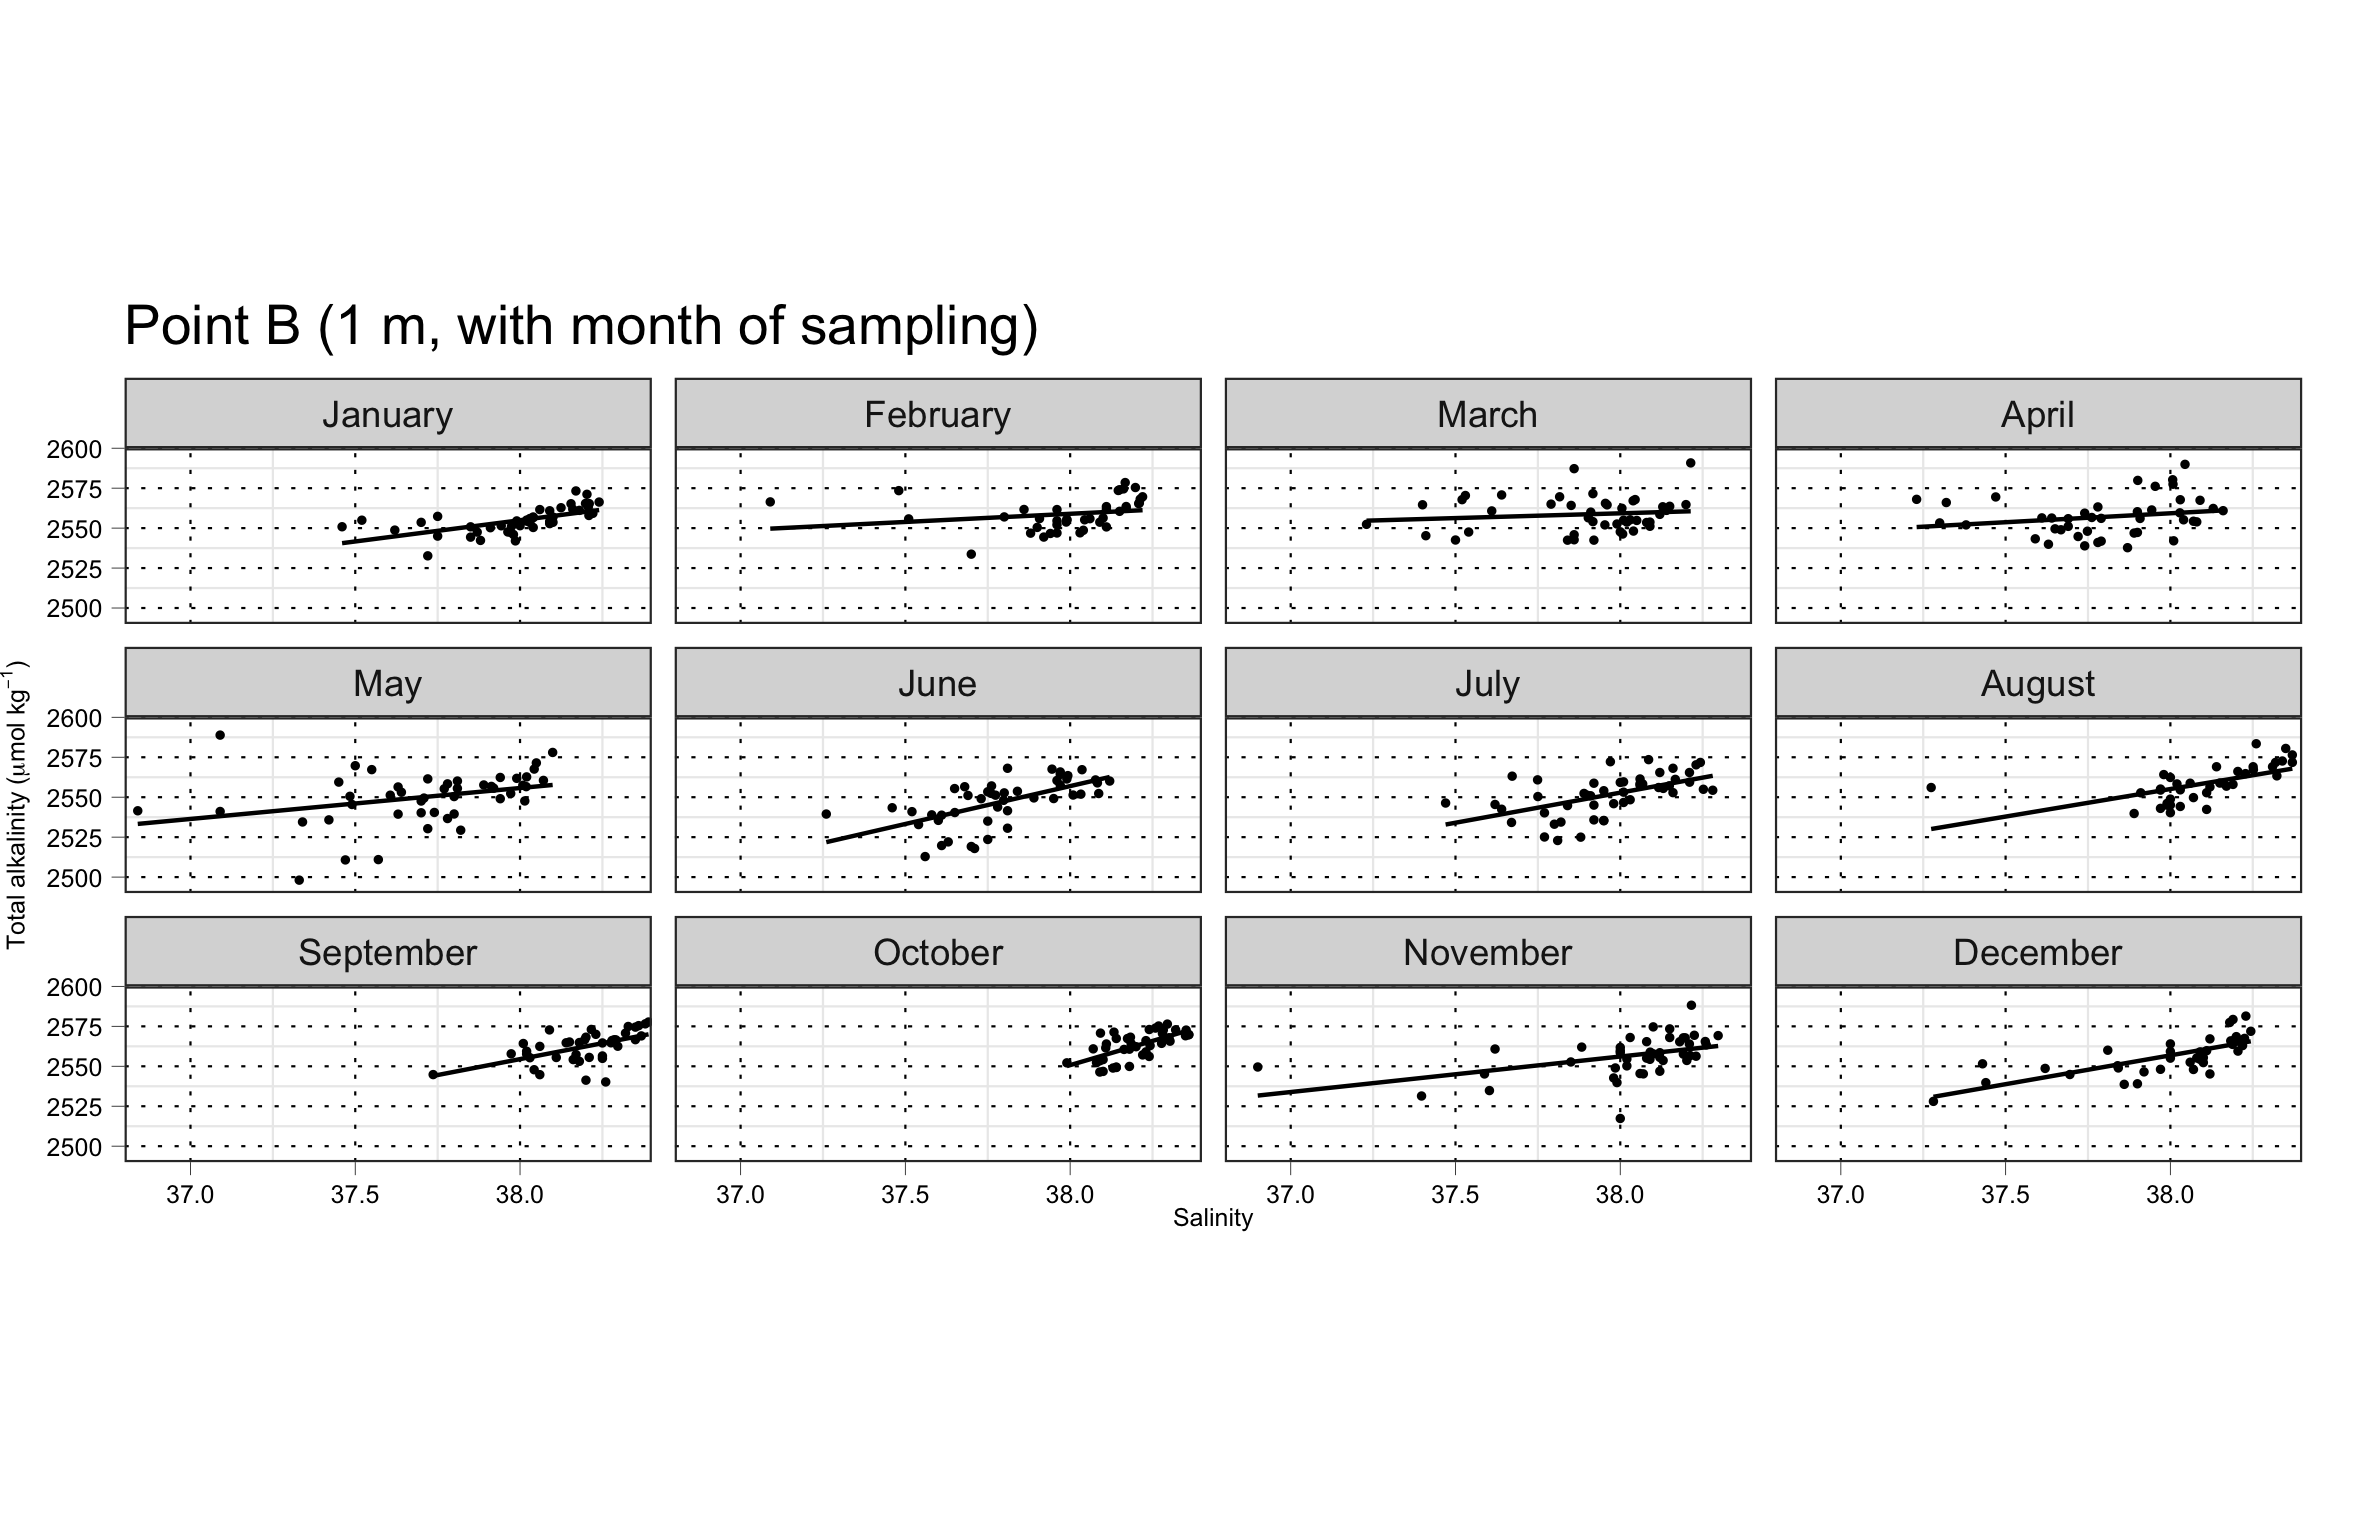 Point B (1 m, with month of sampling)
January February March April
2600
2575
2550
2525
2500
May June July August
2600
2575
2550
2525
2500
Total alkalinity (μmol kg⁻¹)
September October November December
2600
2575
2550
2525
2500
37.0 37.5 38.0 37.0 37.5 38.0 37.0 37.5 38.0 37.0 37.5 38.0
Salinity